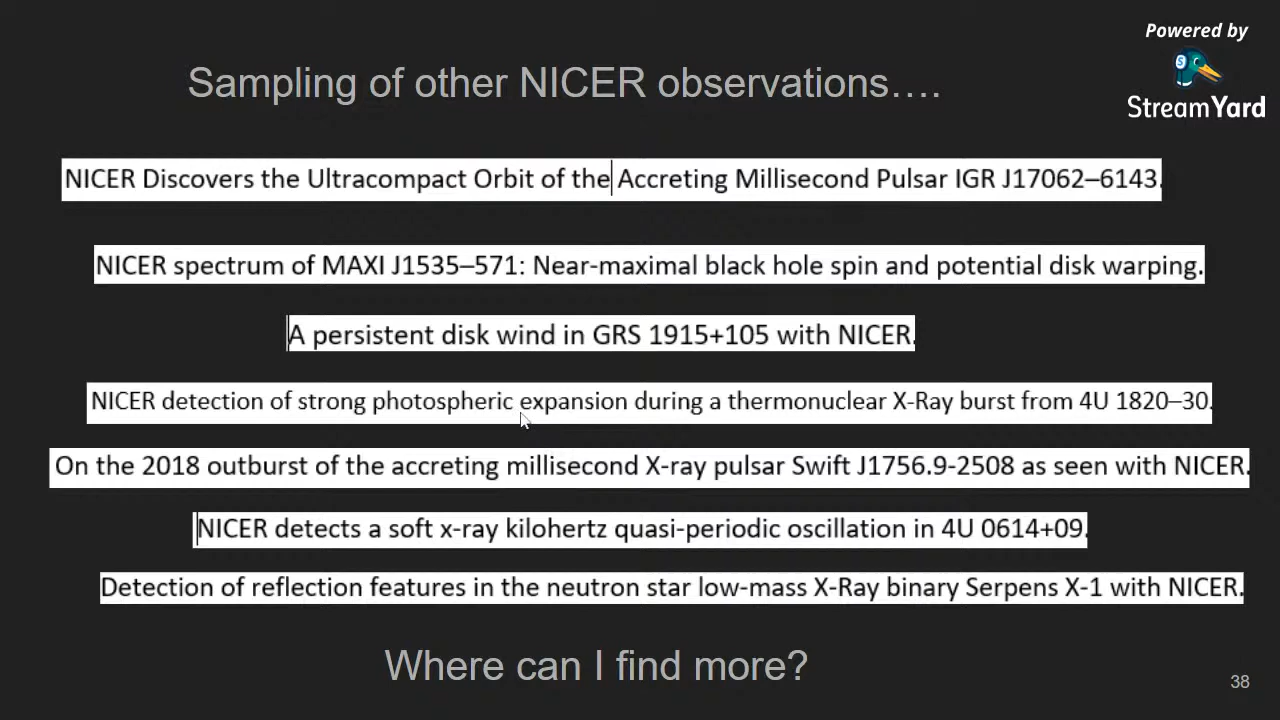 Powered by
StreamYard
Sampling of other NICER observations….
NICER Discovers the Ultracompact Orbit of the Accreting Millisecond Pulsar IGR J17062–6143.
NICER spectrum of MAXI J1535–571: Near-maximal black hole spin and potential disk warping.
A persistent disk wind in GRS 1915+105 with NICER.
NICER detection of strong photospheric expansion during a thermonuclear X-Ray burst from 4U 1820–30.
On the 2018 outburst of the accreting millisecond X-ray pulsar Swift J1756.9-2508 as seen with NICER.
NICER detects a soft x-ray kilohertz quasi-periodic oscillation in 4U 0614+09.
Detection of reflection features in the neutron star low-mass X-Ray binary Serpens X-1 with NICER.
Where can I find more?
38